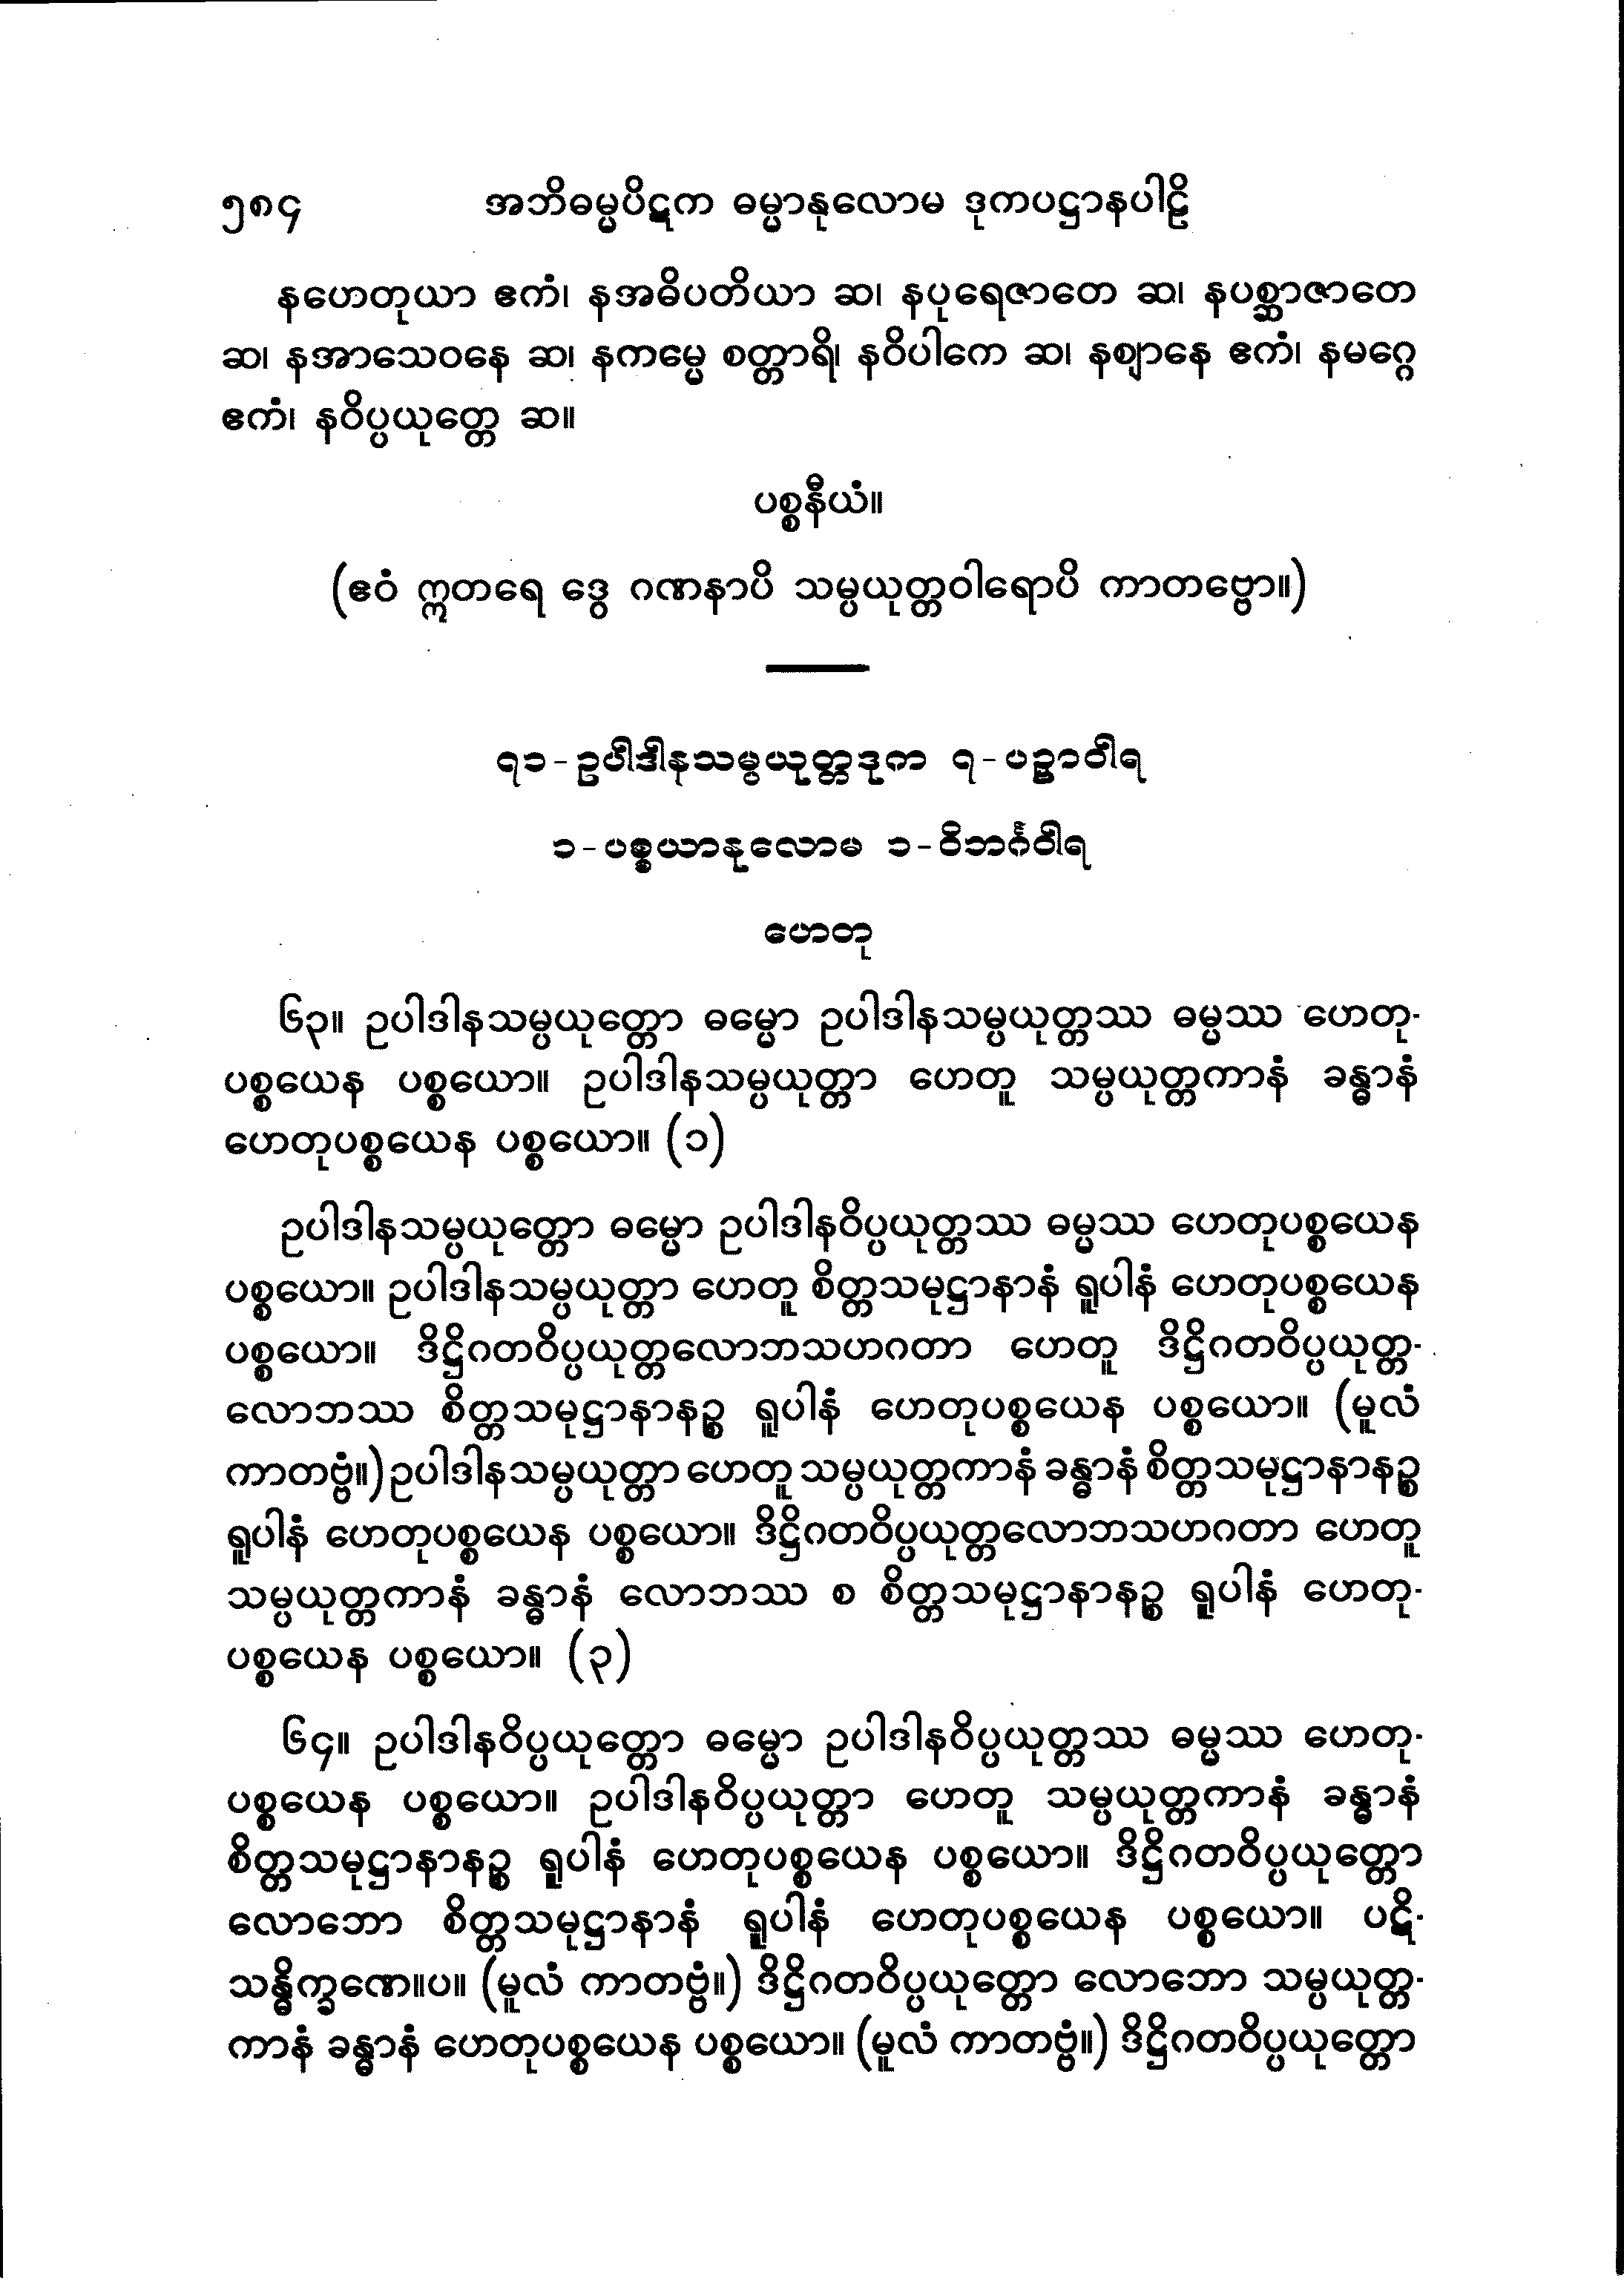 ၅၈၄ အဘိဓမ္မပိဋက ဓမ္မာနုလောမ ဒုကပဋ္ဌာနပါဠိ
နဟေတုယာ ဧကံ၊ နအဓိပတိယာ ဆ၊ နပုရေဇာတေ ဆ၊ နပစ္ဆာဇာတေ
ဆ၊ နအာသေဝနေ ဆ၊ နကမ္မေ စတ္တာရိ၊ နဝိပါကေ ဆ၊ နဈာနေ ဧကံ၊ နမဂ္ဂေ
ဧကံ၊ နဝိပ္ပယုတ္တေ ဆ။
ပစ္စနီယံ။
(ဧဝံ ဣတရေ ဒွေ ဂဏနာပိ သမ္ပယုတ္တဝါရောပိ ကာတဗ္ဗော။)
၇၁-ဥပါဒါနသမ္ပယုတ္တဒုက ၇-ပဉှာဝါရ
၁-ပစ္စယာနုလောမ ၁-ဝိဘင်္ဂဝါရ
ဟေတု
၆၃။ ဥပါဒါနသမ္ပယုတ္တော ဓမ္မော ဥပါဒါနသမ္ပယုတ္တဿ ဓမ္မဿ ဟေတု-
ပစ္စယေန ပစ္စယော။ ဥပါဒါနသမ္ပယုတ္တာ ဟေတူ သမ္ပယုတ္တကာနံ ခန္ဓာနံ
ဟေတုပစ္စယေန ပစ္စယော။ (၁)
ဥပါဒါနသမ္ပယုတ္တော ဓမ္မော ဥပါဒါနဝိပ္ပယုတ္တဿ ဓမ္မဿ ဟေတုပစ္စယေန
ပစ္စယော။ ဥပါဒါနသမ္ပယုတ္တာ ဟေတူ စိတ္တသမုဋ္ဌာနာနံ ရူပါနံ ဟေတုပစ္စယေန
ပစ္စယော။ ဒိဋ္ဌိဂတဝိပ္ပယုတ္တလောဘသဟဂတာ ဟေတူ ဒိဋ္ဌိဂတဝိပ္ပယုတ္တ-
လောဘဿ စိတ္တသမုဋ္ဌာနာနဉ္စ ရူပါနံ ဟေတုပစ္စယေန ပစ္စယော။ (မူလံ
ကာတဗ္ဗံ။) ဥပါဒါနသမ္ပယုတ္တာ ဟေတူ သမ္ပယုတ္တကာနံ ခန္ဓာနံ စိတ္တသမုဋ္ဌာနာနဉ္စ
ရူပါနံ ဟေတုပစ္စယေန ပစ္စယော။ ဒိဋ္ဌိဂတဝိပ္ပယုတ္တလောဘသဟဂတာ ဟေတူ
သမ္ပယုတ္တကာနံ ခန္ဓာနံ လောဘဿ စ စိတ္တသမုဋ္ဌာနာနဉ္စ ရူပါနံ ဟေတု-
ပစ္စယေန ပစ္စယော။ (၃)
၆၄။ ဥပါဒါနဝိပ္ပယုတ္တော ဓမ္မော ဥပါဒါနဝိပ္ပယုတ္တဿ ဓမ္မဿ ဟေတု-
ပစ္စယေန ပစ္စယော။ ဥပါဒါနဝိပ္ပယုတ္တာ ဟေတူ သမ္ပယုတ္တကာနံ ခန္ဓာနံ
စိတ္တသမုဋ္ဌာနာနဉ္စ ရူပါနံ ဟေတုပစ္စယေန ပစ္စယော။ ဒိဋ္ဌိဂတဝိပ္ပယုတ္တော
လောဘော စိတ္တသမုဋ္ဌာနာနံ ရူပါနံ ဟေတုပစ္စယေန ပစ္စယော။ ပဋိ-
သန္ဓိက္ခဏေ။ပ။ (မူလံ ကာတဗ္ဗံ။) ဒိဋ္ဌိဂတဝိပ္ပယုတ္တော လောဘော သမ္ပယုတ္တ-
ကာနံ ခန္ဓာနံ ဟေတုပစ္စယေန ပစ္စယော။ (မူလံ ကာတဗ္ဗံ။) ဒိဋ္ဌိဂတဝိပ္ပယုတ္တော